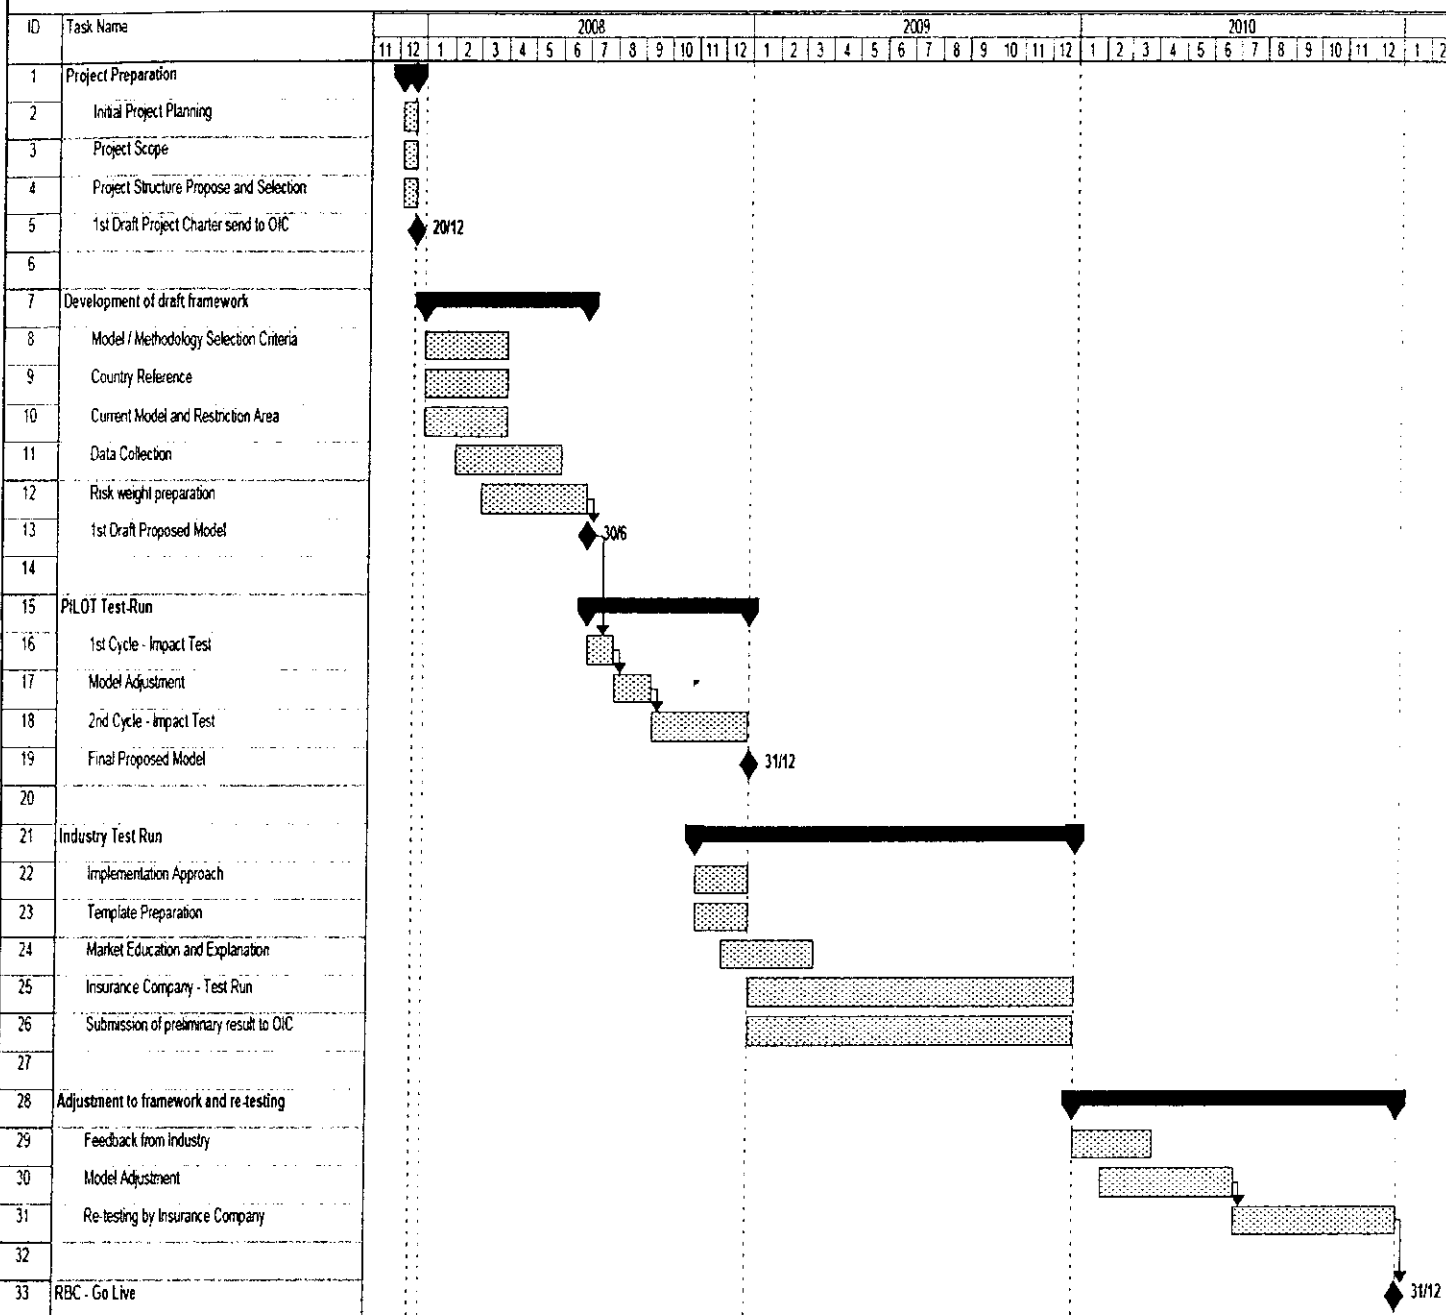 ID Task Name 2008 2009 2010
11 12 1 2 3 4 5 6 7 8 9 10 11 12 1 2 3 4 5 6 7 8 9 10 11 12 1 2 3 4 5 6 7 8 9 10 11 12 1 2
1 Project Preparation
2 Initial Project Planning
3 Project Scope
4 Project Structure Propose and Selection
5 1st Draft Project Charter send to OIC 20/12
6
7 Development of draft framework
8 Model / Methodology Selection Criteria
9 Country Reference
10 Current Model and Restriction Area
11 Data Collection
12 Risk weight preparation
13 1st Draft Proposed Model 30/6
14
15 PILOT Test-Run
16 1st Cycle - Impact Test
17 Model Adjustment
18 2nd Cycle - Impact Test
19 Final Proposed Model 31/12
20
21 Industry Test Run
22 Implementation Approach
23 Template Preparation
24 Market Education and Explanation
25 Insurance Company - Test Run
26 Submission of preliminary result to OIC
27
28 Adjustment to framework and re-testing
29 Feedback from Industry
30 Model Adjustment
31 Re-testing by Insurance Company
32
33 RBC - Go Live 31/12